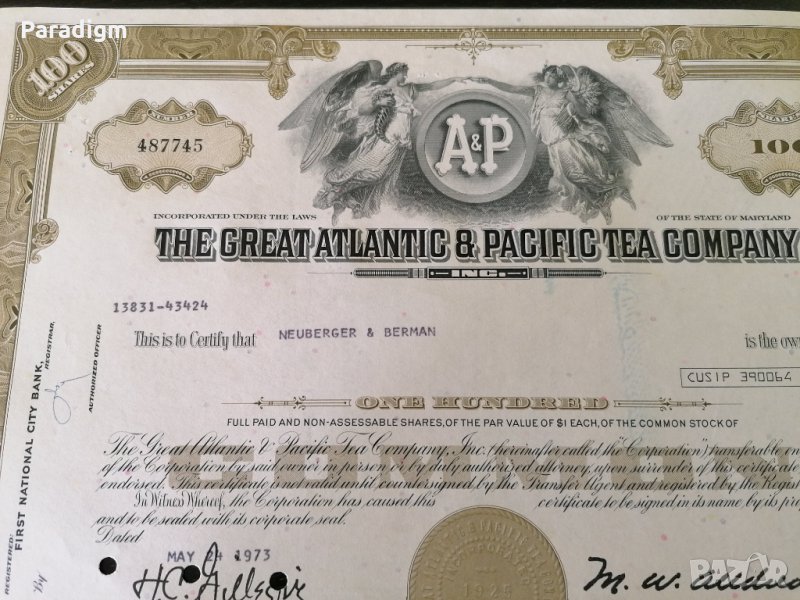 Paradigm
100
SHARES
NUMBER
487745
A&P
100
INCORPORATED UNDER THE LAWS
OF THE STATE OF MARYLAND
THE GREAT ATLANTIC & PACIFIC TEA COMPANY
INC.
13831-43424
This is to Certify that
NEUBERGER & BERMAN
is the own
CUSIP 390064
ONE HUNDRED
FULL PAID AND NON-ASSESSABLE SHARES, OF THE PAR VALUE OF $1 EACH, OF THE COMMON STOCK OF
The Great Atlantic & Pacific Tea Company, Inc. (hereinafter called the "Corporation") transferable on
of the Corporation by said owner in person or by duly authorized attorney, upon surrender of this certificate
endorsed. This certificate is not valid until countersigned by the Transfer Agent and registered by the Regist
In Witness Whereof, the Corporation has caused this
certificate to be signed in its name by its pr
and to be sealed with its corporate seal.
Dated
MAY 24 1973
REGISTERED:
FIRST NATIONAL CITY BANK,
REGISTRAR,
By
AUTHORIZED OFFICER
M. W.
BAZAR
bg